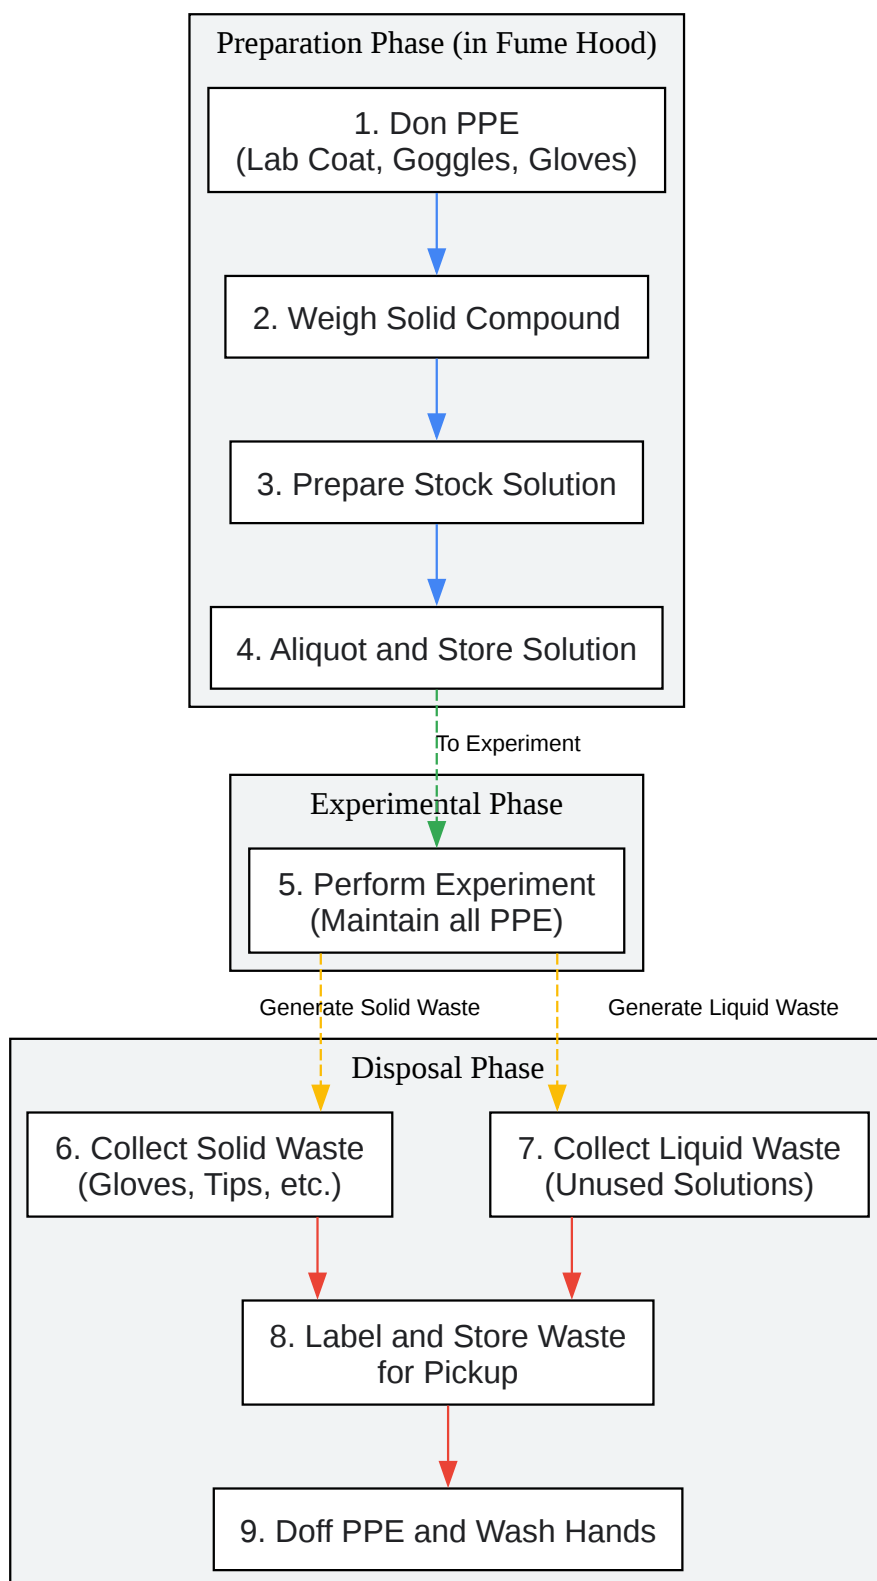 Preparation Phase (in Fume Hood)
1. Don PPE
(Lab Coat, Goggles, Gloves)
2. Weigh Solid Compound
3. Prepare Stock Solution
4. Aliquot and Store Solution
To Experiment
Experimental Phase
5. Perform Experiment
(Maintain all PPE)
Generate Solid Waste
Generate Liquid Waste
Disposal Phase
6. Collect Solid Waste
(Gloves, Tips, etc.)
7. Collect Liquid Waste
(Unused Solutions)
8. Label and Store Waste
for Pickup
9. Doff PPE and Wash Hands